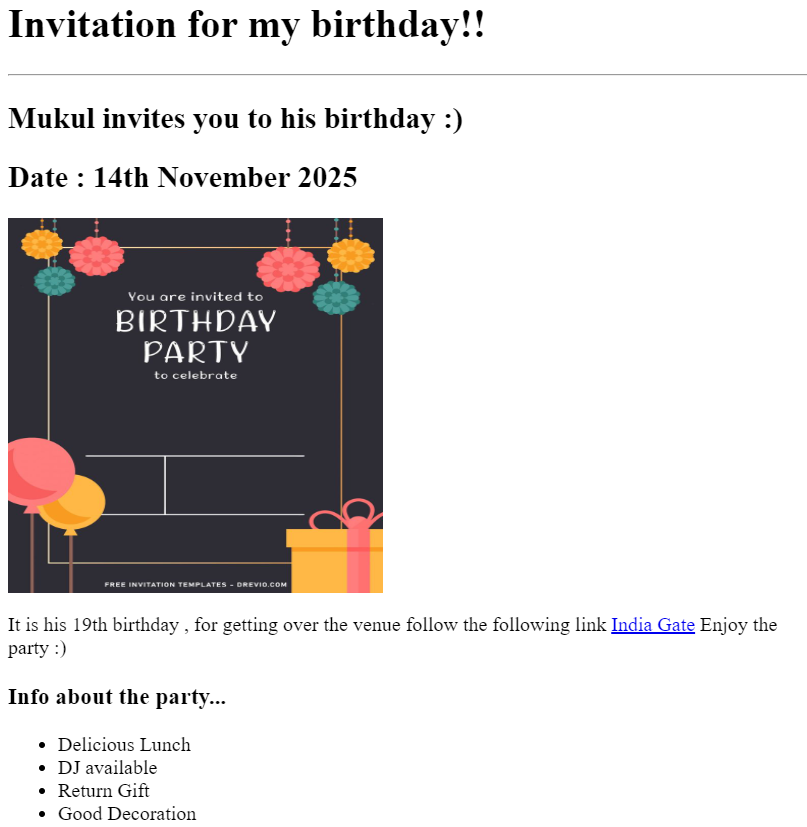 Invitation for my birthday!!
Mukul invites you to his birthday :)
Date : 14th November 2025
You are invited to
BIRTHDAY
PARTY
to celebrate
FREE INVITATION TEMPLATES - DREVIO.COM
It is his 19th birthday , for getting over the venue follow the following link India Gate Enjoy the
party :)
Info about the party...
Delicious Lunch
DJ available
Return Gift
Good Decoration